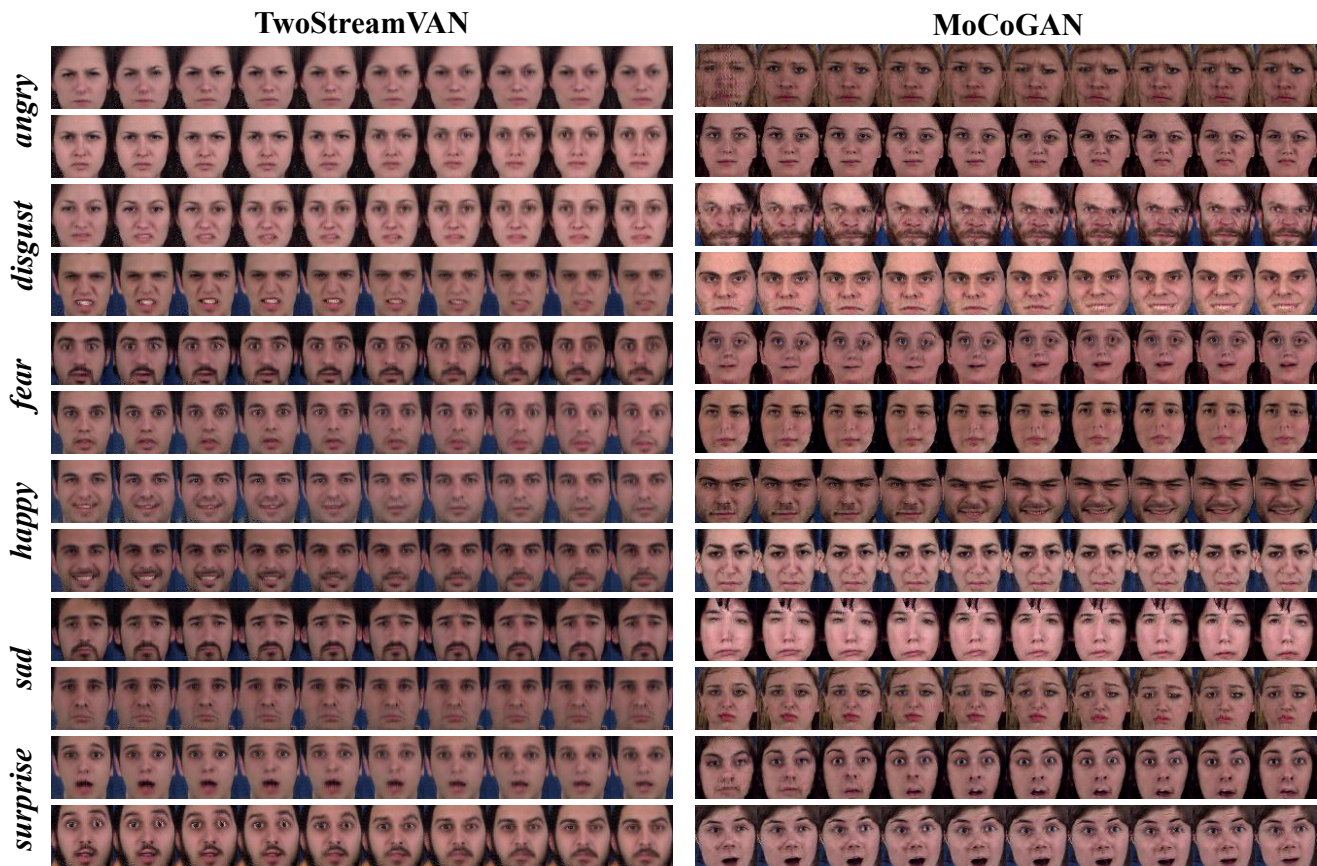 TwoStreamVAN
MoCoGAN
angry
disgust
fear
happy
sad
surprise